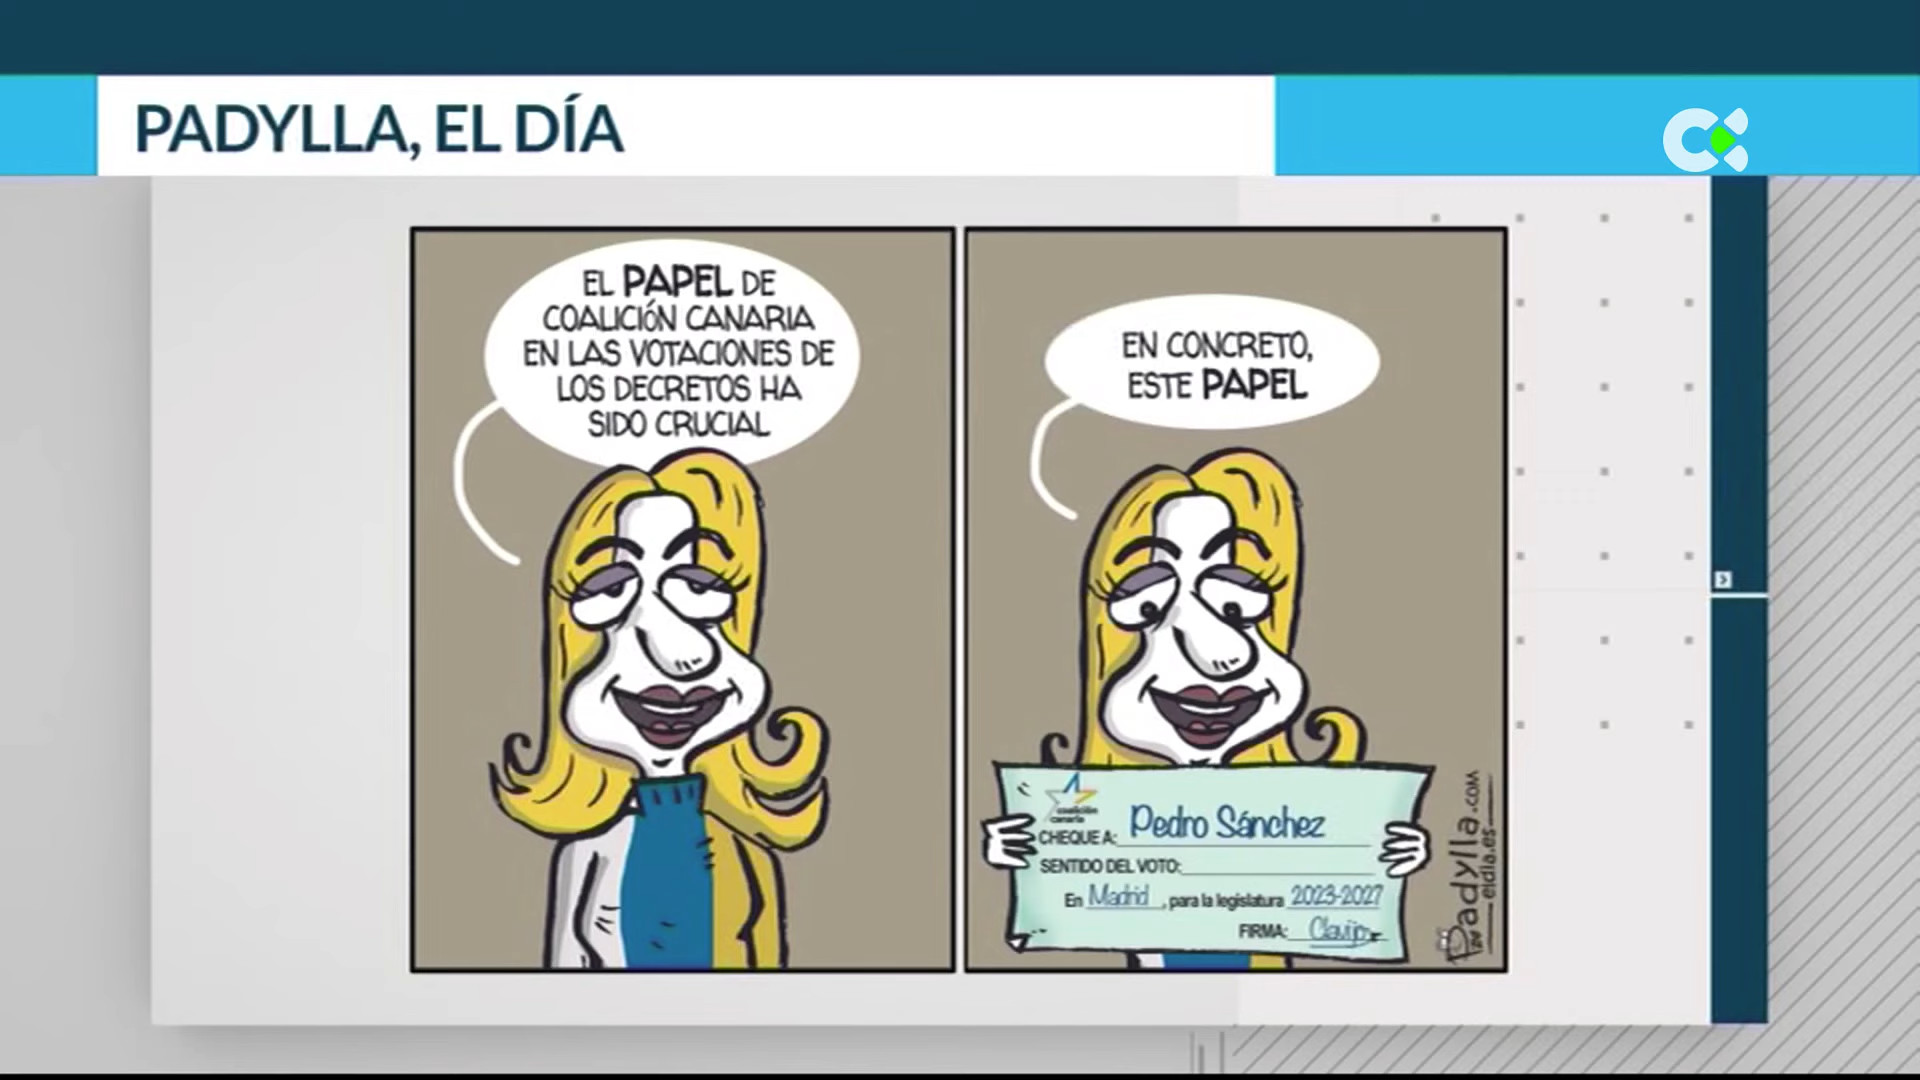 PADYLLA, EL DÍA
EL PAPEL DE
COALICIÓN CANARIA
EN LAS VOTACIONES DE
LOS DECRETOS HA
SIDO CRUCIAL
EN CONCRETO,
ESTE PAPEL
coalición
canaria
CHEQUE A: Pedro Sánchez
SENTIDO DEL VOTO:
En Madrid, para la legislatura 2023-2027
FIRMA: Clavijo
Padylla.com
eldia.es